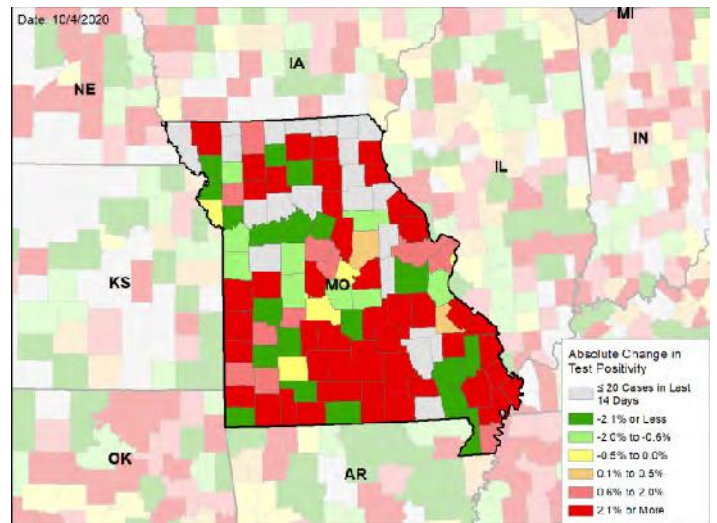 Date: 10/4/2020
MI
IA
NE
IN
IL
KS
MO
OK
AR
Absolute Change in
Test Positivity
≤ 20 Cases in Last
14 Days
-2.1% or Less
-2.0% to -0.6%
-0.5% to 0.0%
0.1% to 0.5%
0.6% to 2.0%
2.1% or More